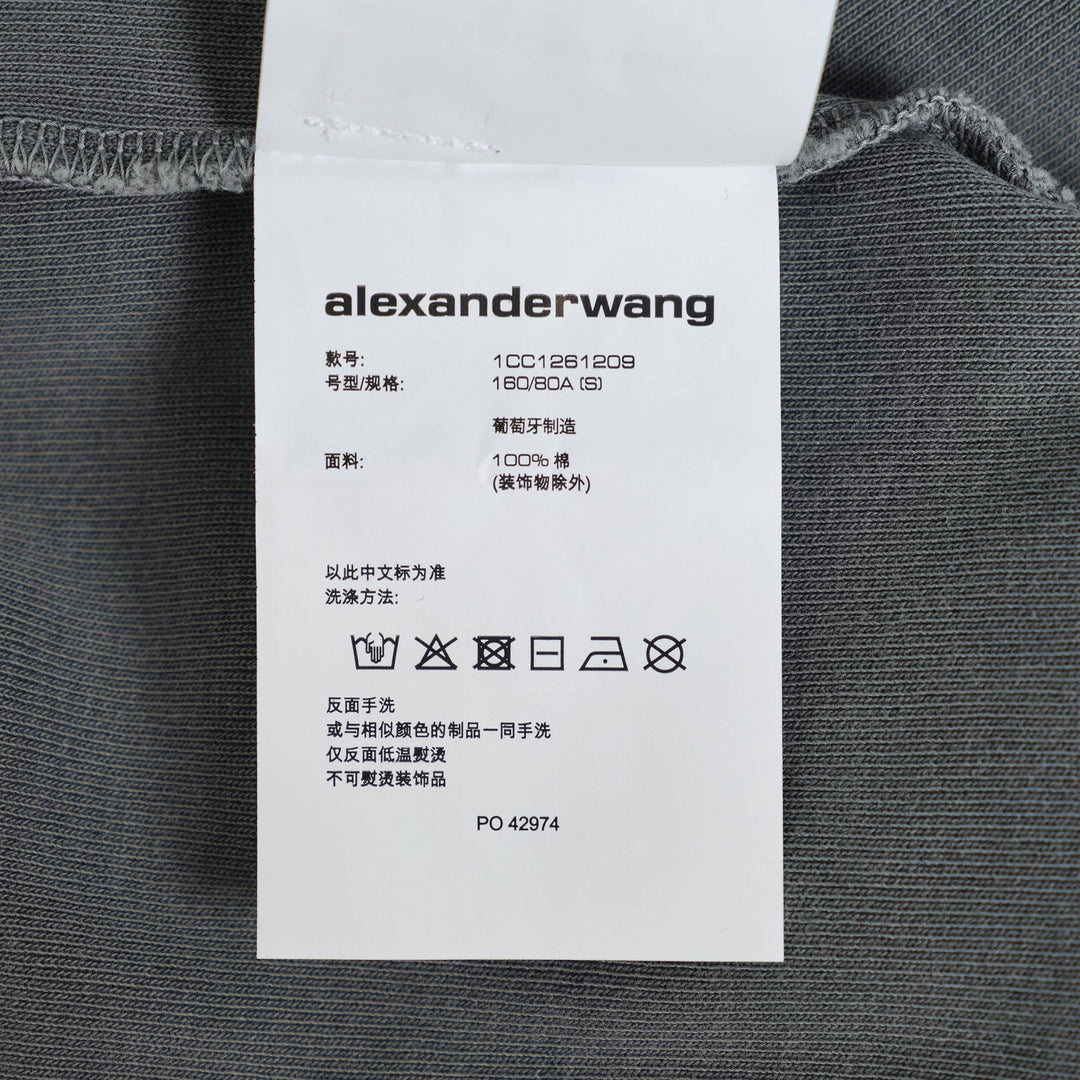 alexanderwang
款号: 1CC1261209
号型/规格: 160/80A (S)
葡萄牙制造
面料: 100% 棉
(装饰物除外)
以此中文标为准
洗涤方法:
反面手洗
或与相似颜色的制品一同手洗
仅反面低温熨烫
不可熨烫装饰品
PO 42974